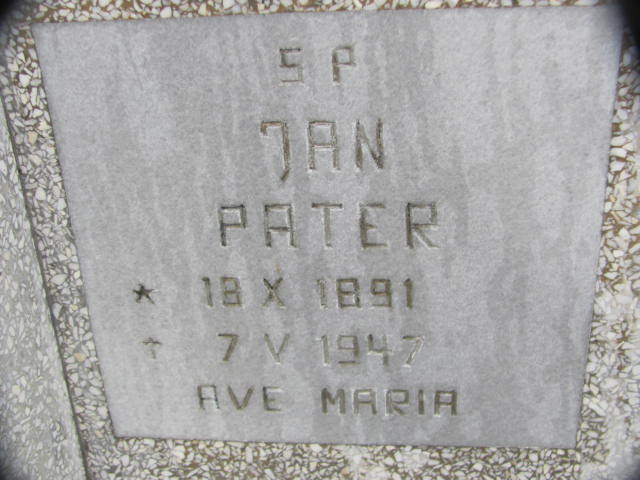 S P
JAN
PATER
* 18 X 1891
† 7 V 1947
AVE MARIA